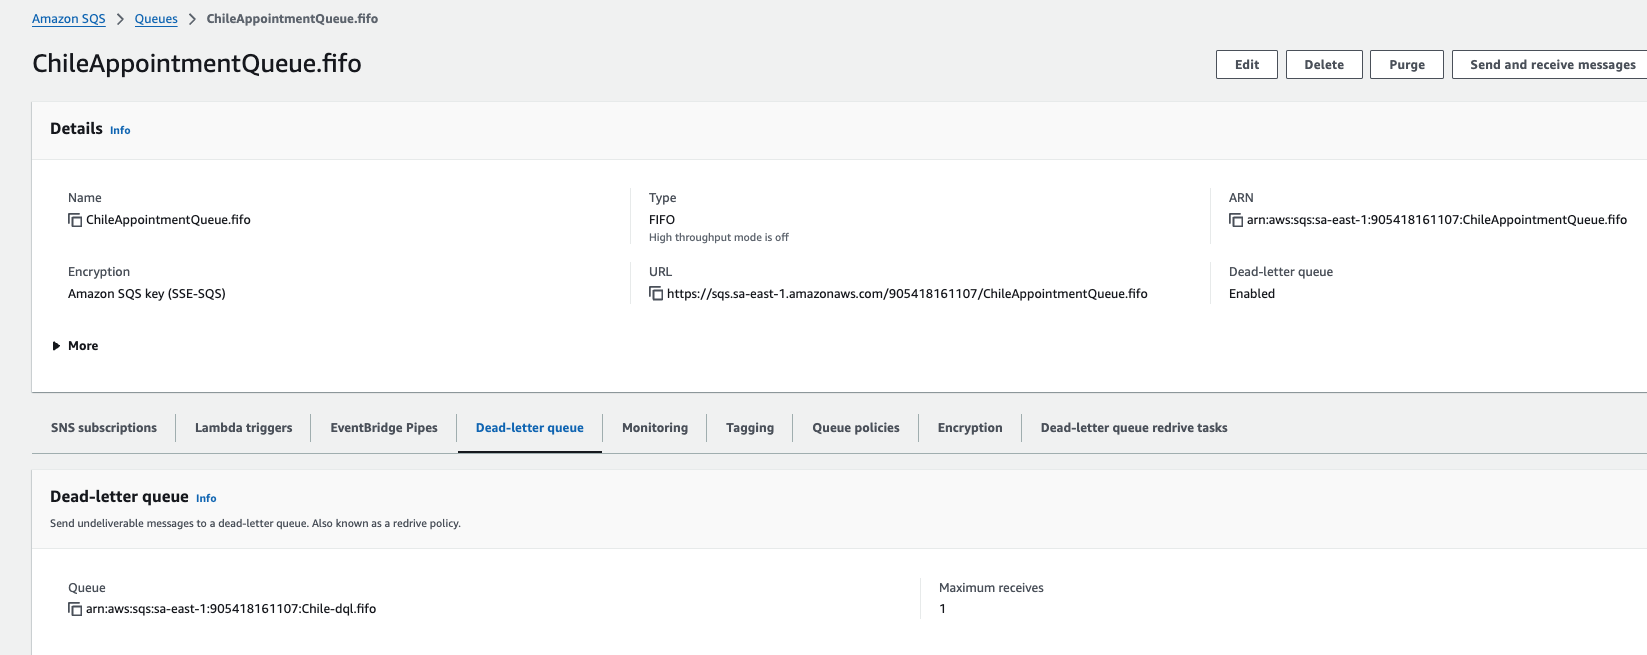 Amazon SQS > Queues > ChileAppointmentQueue.fifo
ChileAppointmentQueue.fifo
Edit Delete Purge Send and receive messages
Details Info
Name Type ARN
ChileAppointmentQueue.fifo FIFO arn:aws:sqs:sa-east-1:905418161107:ChileAppointmentQueue.fifo
High throughput mode is off
Encryption URL Dead-letter queue
Amazon SQS key (SSE-SQS) https://sqs.sa-east-1.amazonaws.com/905418161107/ChileAppointmentQueue.fifo Enabled
More
SNS subscriptions Lambda triggers EventBridge Pipes Dead-letter queue Monitoring Tagging Queue policies Encryption Dead-letter queue redrive tasks
Dead-letter queue Info
Send undeliverable messages to a dead-letter queue. Also known as a redrive policy.
Queue Maximum receives
arn:aws:sqs:sa-east-1:905418161107:Chile-dql.fifo 1